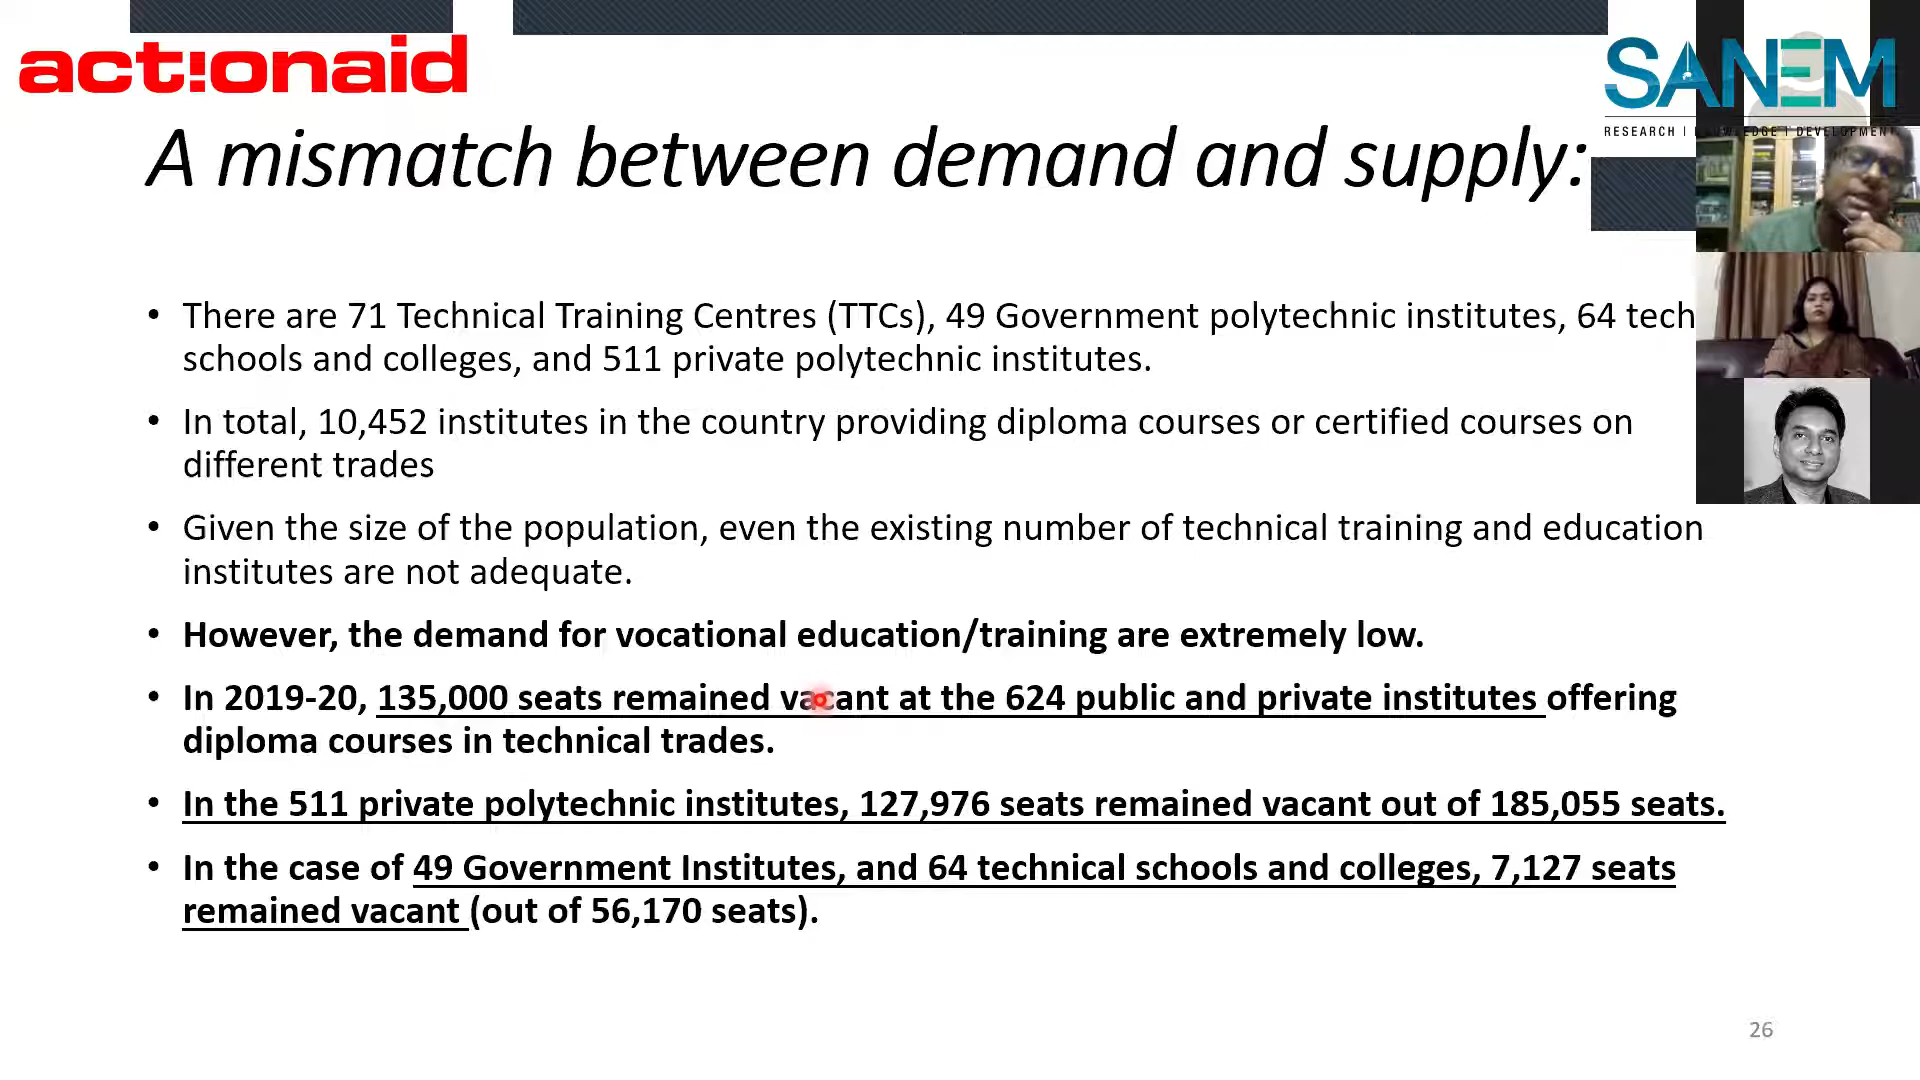 act!onaid
SANEM
RESEARCH | KNOWLEDGE | DEVELOPMENT
A mismatch between demand and supply:
• There are 71 Technical Training Centres (TTCs), 49 Government polytechnic institutes, 64 tech
schools and colleges, and 511 private polytechnic institutes.
• In total, 10,452 institutes in the country providing diploma courses or certified courses on
different trades
• Given the size of the population, even the existing number of technical training and education
institutes are not adequate.
• However, the demand for vocational education/training are extremely low.
• In 2019-20, 135,000 seats remained vacant at the 624 public and private institutes offering
diploma courses in technical trades.
• In the 511 private polytechnic institutes, 127,976 seats remained vacant out of 185,055 seats.
• In the case of 49 Government Institutes, and 64 technical schools and colleges, 7,127 seats
remained vacant (out of 56,170 seats).
26